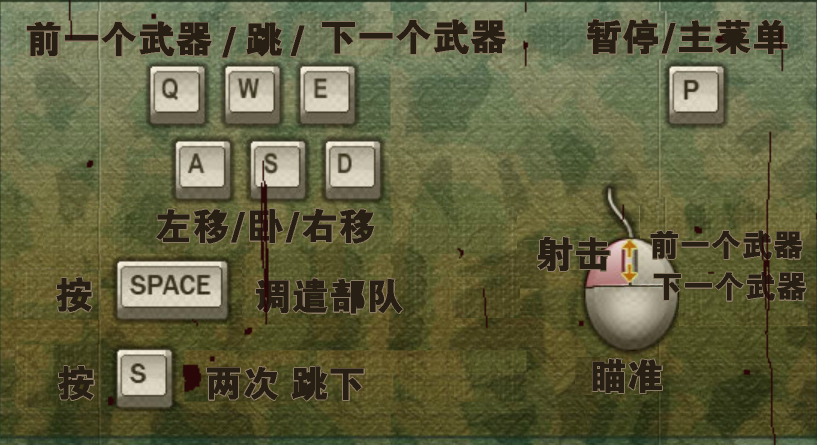 前一个武器 / 跳 / 下一个武器
暂停/主菜单
Q W E
P
A S D
左移/卧/右移
射击
前一个武器
下一个武器
按 SPACE 调遣部队
瞄准
按 S 两次 跳下